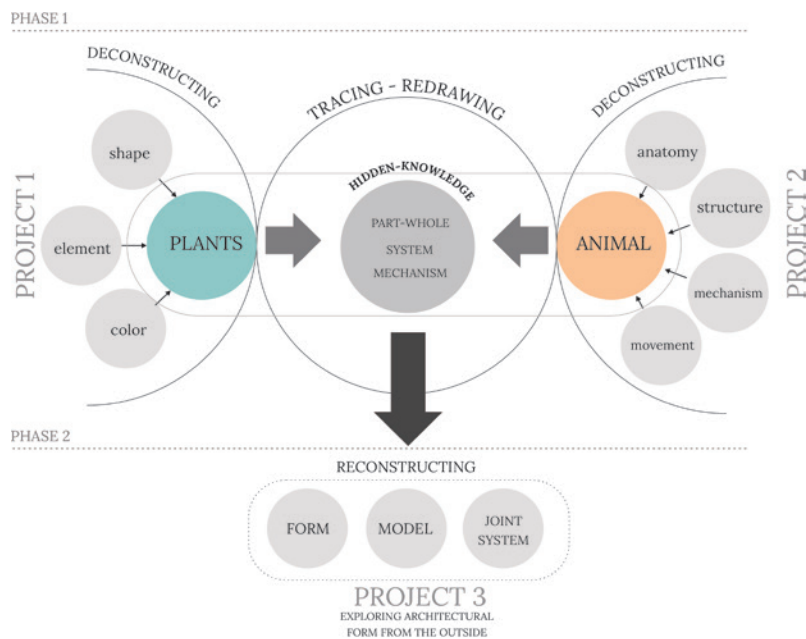 PHASE 1
DECONSTRUCTING
TRACING - REDRAWING
DECONSTRUCTING
PROJECT 1
shape
element
color
PLANTS
HIDDEN-KNOWLEDGE
PART-WHOLE
SYSTEM
MECHANISM
ANIMAL
anatomy
structure
mechanism
movement
PROJECT 2
PHASE 2
RECONSTRUCTING
FORM
MODEL
JOINT
SYSTEM
PROJECT 3
EXPLORING ARCHITECTURAL
FORM FROM THE OUTSIDE